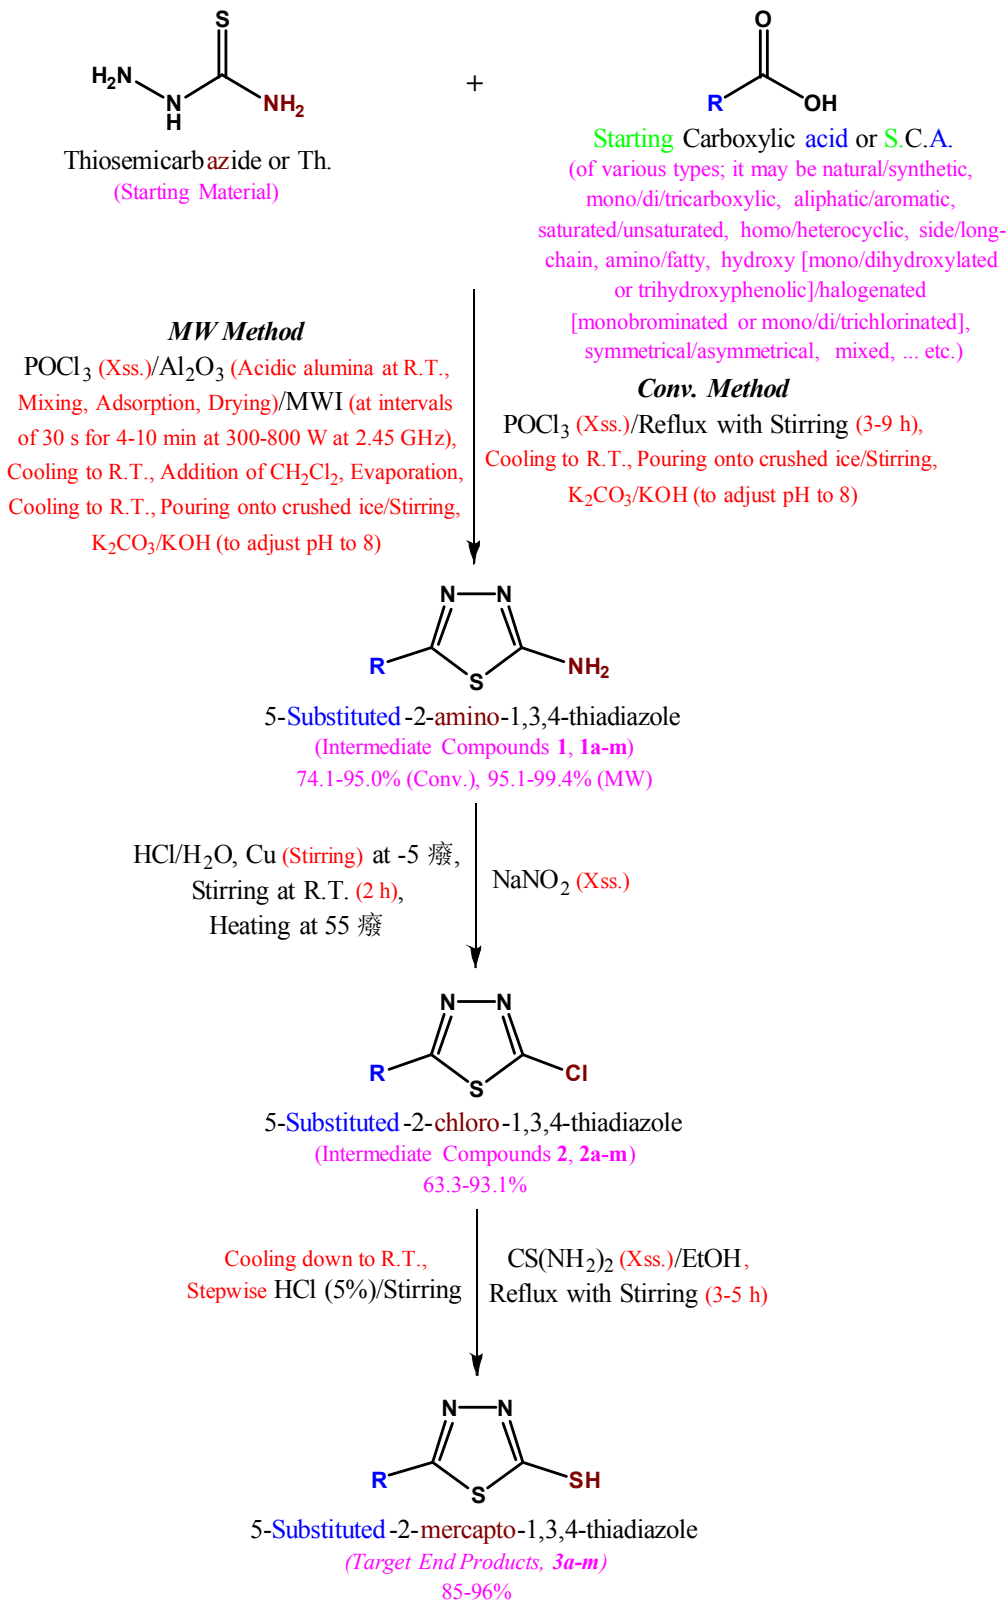 S
H₂N
N
H
NH₂
Thiosemicarbazide or Th.
(Starting Material)
+
O
R
OH
Starting Carboxylic acid or S.C.A.
(of various types; it may be natural/synthetic,
mono/di/tricarboxylic, aliphatic/aromatic,
saturated/unsaturated, homo/heterocyclic, side/long-
chain, amino/fatty, hydroxy [mono/dihydroxylated
or trihydroxyphenolic]/halogenated
[monobrominated or mono/di/trichlorinated],
symmetrical/asymmetrical, mixed, ... etc.)
MW Method
POCl₃ (Xss.)/Al₂O₃ (Acidic alumina at R.T.,
Mixing, Adsorption, Drying)/MWI (at intervals
of 30 s for 4-10 min at 300-800 W at 2.45 GHz),
Cooling to R.T., Addition of CH₂Cl₂, Evaporation,
Cooling to R.T., Pouring onto crushed ice/Stirring,
K₂CO₃/KOH (to adjust pH to 8)
Conv. Method
POCl₃ (Xss.)/Reflux with Stirring (3-9 h),
Cooling to R.T., Pouring onto crushed ice/Stirring,
K₂CO₃/KOH (to adjust pH to 8)
N N
R
S
NH₂
5-Substituted-2-amino-1,3,4-thiadiazole
(Intermediate Compounds 1, 1a-m)
74.1-95.0% (Conv.), 95.1-99.4% (MW)
HCl/H₂O, Cu (Stirring) at -5 癈,
Stirring at R.T. (2 h),
Heating at 55 癈
NaNO₂ (Xss.)
N N
R
S
Cl
5-Substituted-2-chloro-1,3,4-thiadiazole
(Intermediate Compounds 2, 2a-m)
63.3-93.1%
Cooling down to R.T.,
Stepwise HCl (5%)/Stirring
CS(NH₂)₂ (Xss.)/EtOH,
Reflux with Stirring (3-5 h)
N N
R
S
SH
5-Substituted-2-mercapto-1,3,4-thiadiazole
(Target End Products, 3a-m)
85-96%